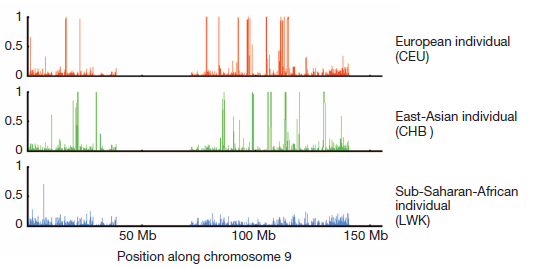 1
0.5
0
European individual
(CEU)
1
0.5
0
East-Asian individual
(CHB )
1
0.5
0
Sub-Saharan-African
individual
(LWK)
50 Mb 100 Mb 150 Mb
Position along chromosome 9